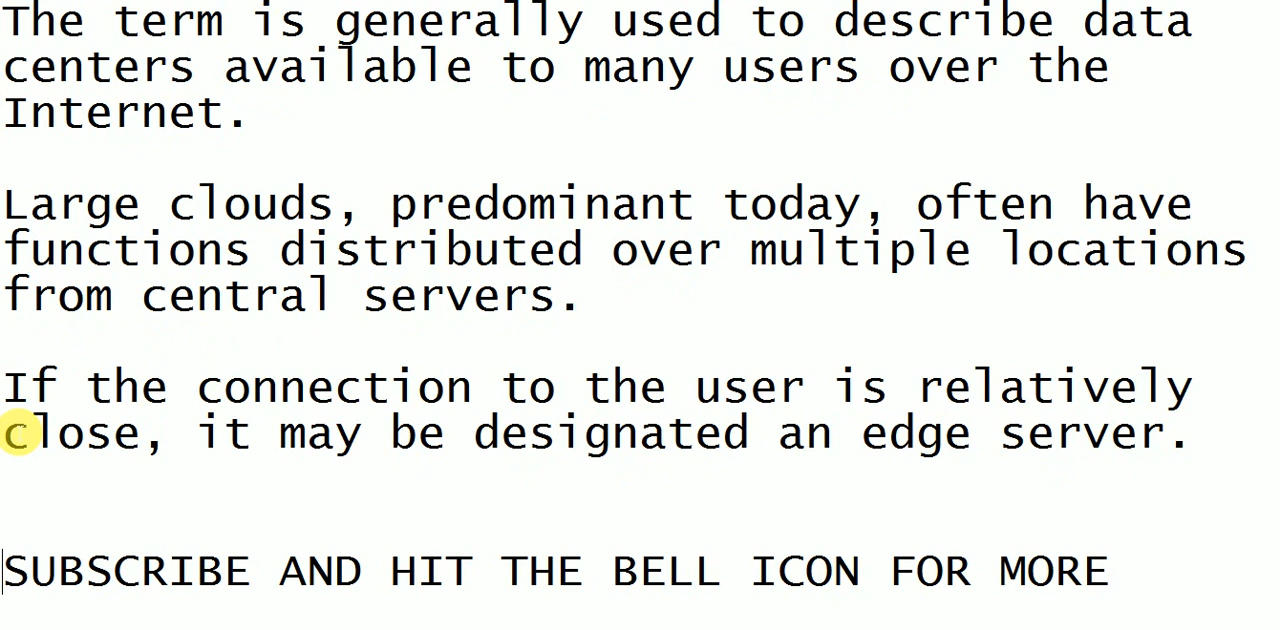 The term is generally used to describe data
centers available to many users over the
Internet.
Large clouds, predominant today, often have
functions distributed over multiple locations
from central servers.
If the connection to the user is relatively
close, it may be designated an edge server.
SUBSCRIBE AND HIT THE BELL ICON FOR MORE